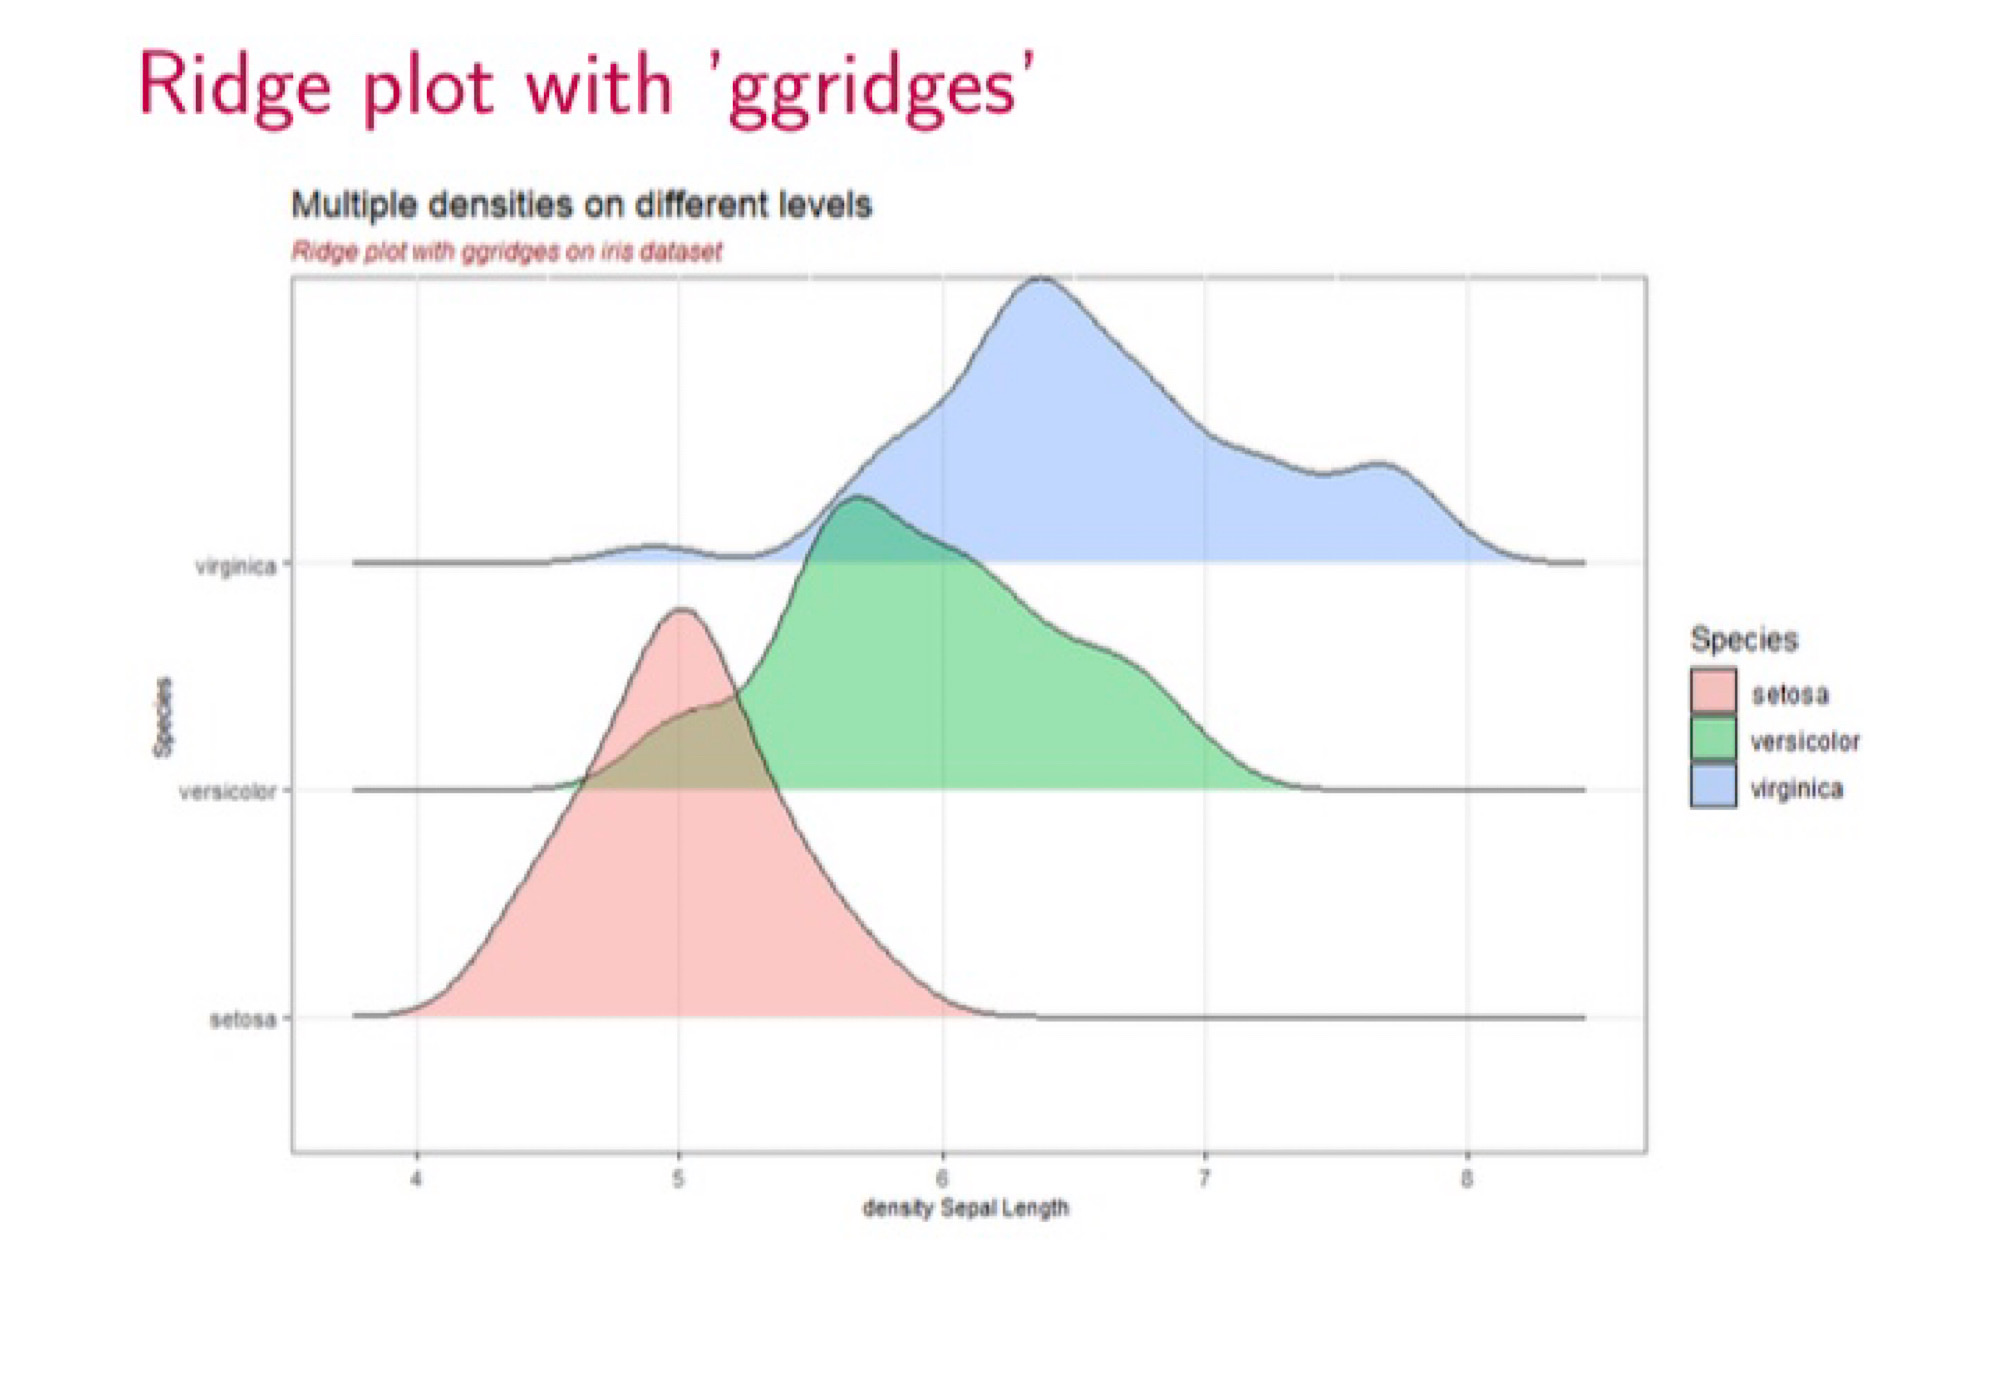 Ridge plot with 'ggridges'
Multiple densities on different levels
Ridge plot with ggridges on iris dataset
virginica
versicolor
setosa
Species
4 5 6 7 8
density Sepal Length
Species
setosa
versicolor
virginica